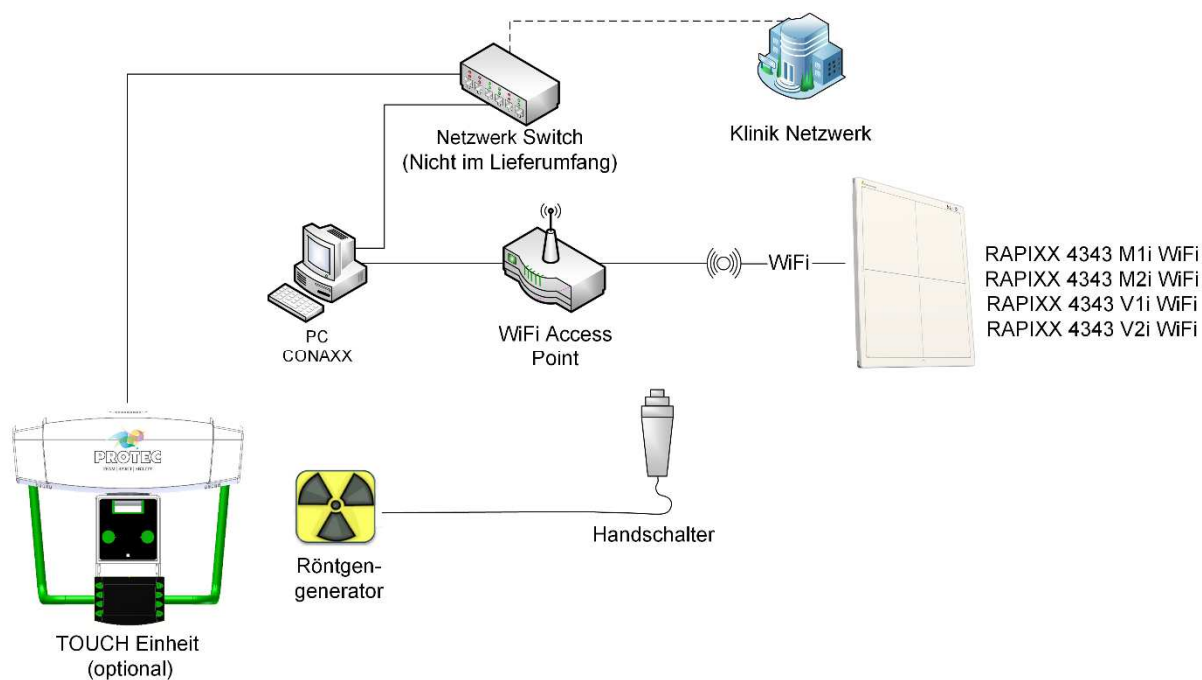 Netzwerk Switch
(Nicht im Lieferumfang)
Klinik Netzwerk
PC
CONAXX
WiFi Access
Point
WiFi
RAPIXX 4343 M1i WiFi
RAPIXX 4343 M2i WiFi
RAPIXX 4343 V1i WiFi
RAPIXX 4343 V2i WiFi
PROTEC
TOUCH Einheit
(optional)
Röntgen-
generator
Handschalter